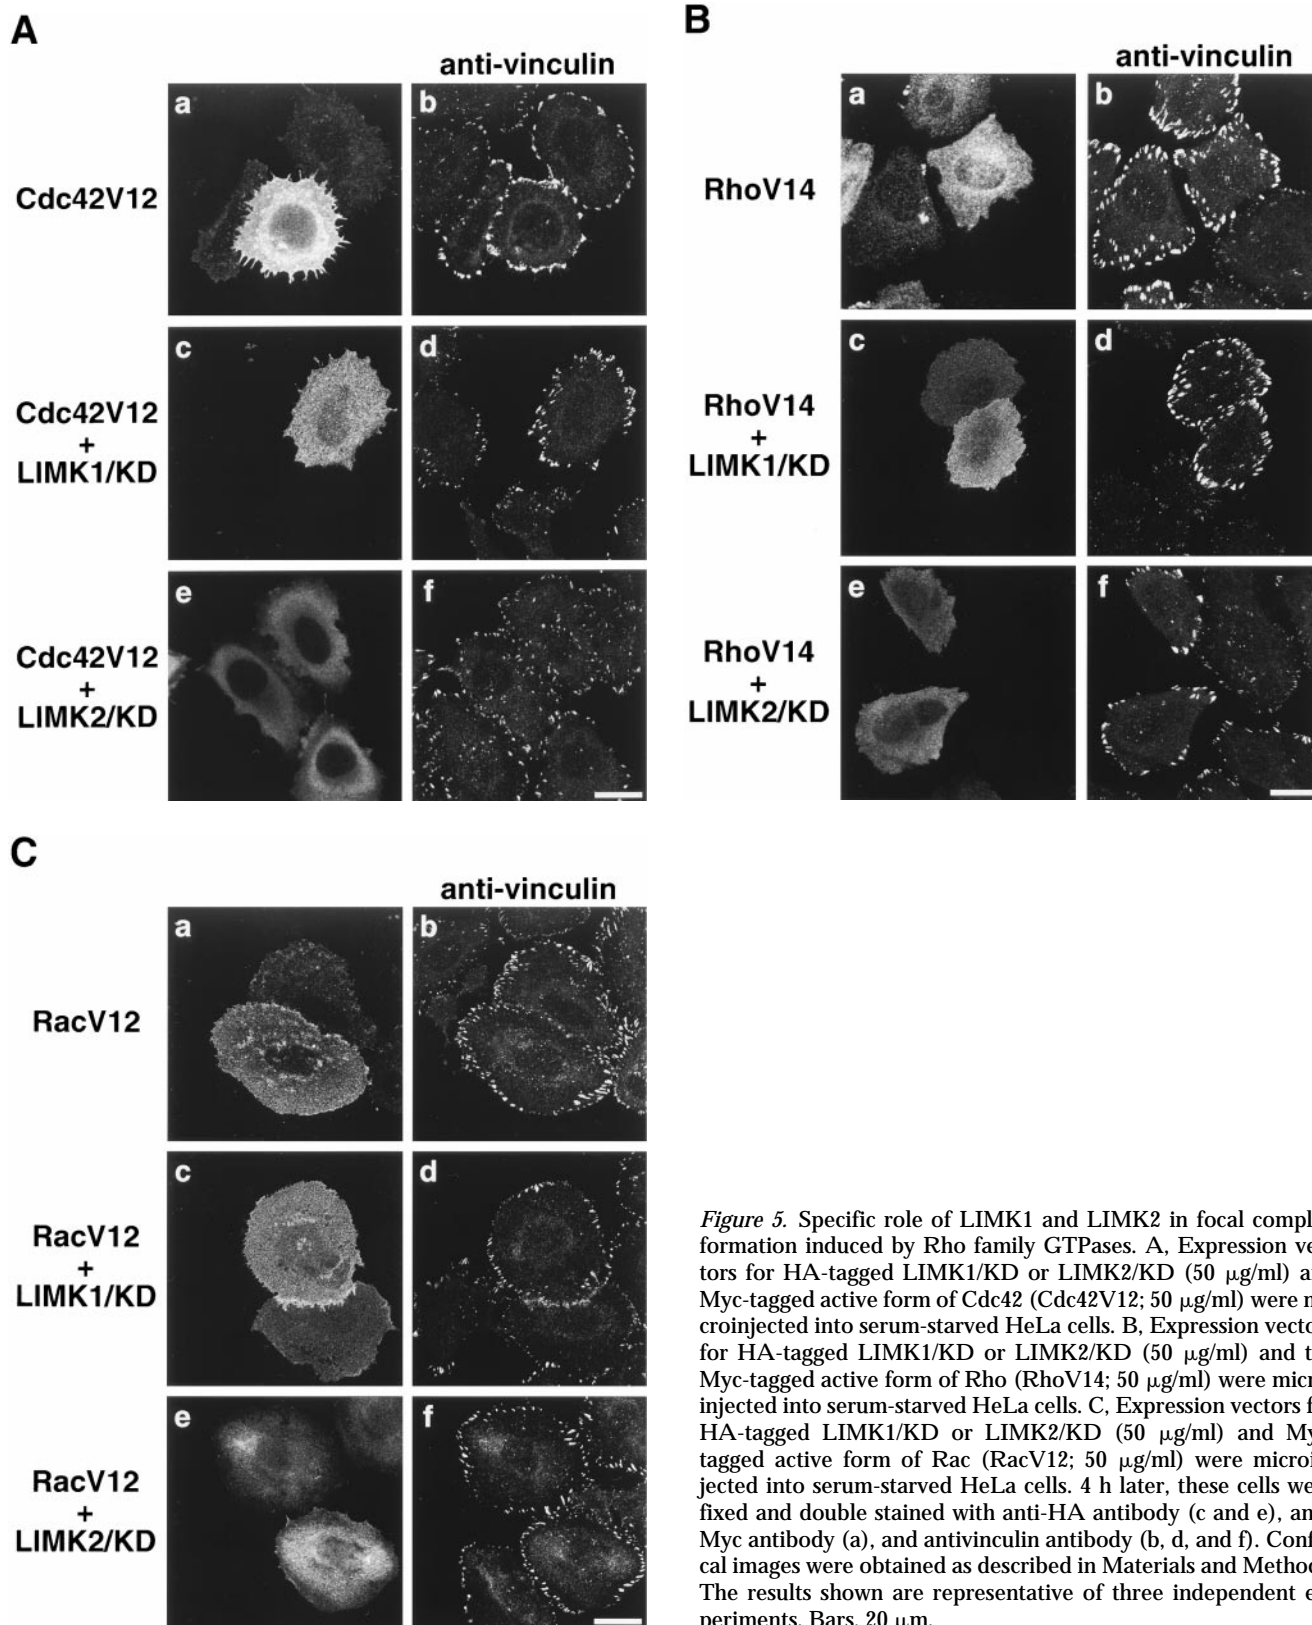 A
anti-vinculin
Cdc42V12
a
b
Cdc42V12
+
LIMK1/KD
c
d
Cdc42V12
+
LIMK2/KD
e
f
B
anti-vinculin
RhoV14
a
b
RhoV14
+
LIMK1/KD
c
d
RhoV14
+
LIMK2/KD
e
f
C
anti-vinculin
RacV12
a
b
RacV12
+
LIMK1/KD
c
d
RacV12
+
LIMK2/KD
e
f
Figure 5. Specific role of LIMK1 and LIMK2 in focal compl
formation induced by Rho family GTPases. A, Expression ve
tors for HA-tagged LIMK1/KD or LIMK2/KD (50 μg/ml) a
Myc-tagged active form of Cdc42 (Cdc42V12; 50 μg/ml) were m
croinjected into serum-starved HeLa cells. B, Expression vecto
for HA-tagged LIMK1/KD or LIMK2/KD (50 μg/ml) and t
Myc-tagged active form of Rho (RhoV14; 50 μg/ml) were micr
injected into serum-starved HeLa cells. C, Expression vectors f
HA-tagged LIMK1/KD or LIMK2/KD (50 μg/ml) and My
tagged active form of Rac (RacV12; 50 μg/ml) were microi
jected into serum-starved HeLa cells. 4 h later, these cells we
fixed and double stained with anti-HA antibody (c and e), an
Myc antibody (a), and antivinculin antibody (b, d, and f). Conf
cal images were obtained as described in Materials and Metho
The results shown are representative of three independent e
periments. Bars, 20 μm.